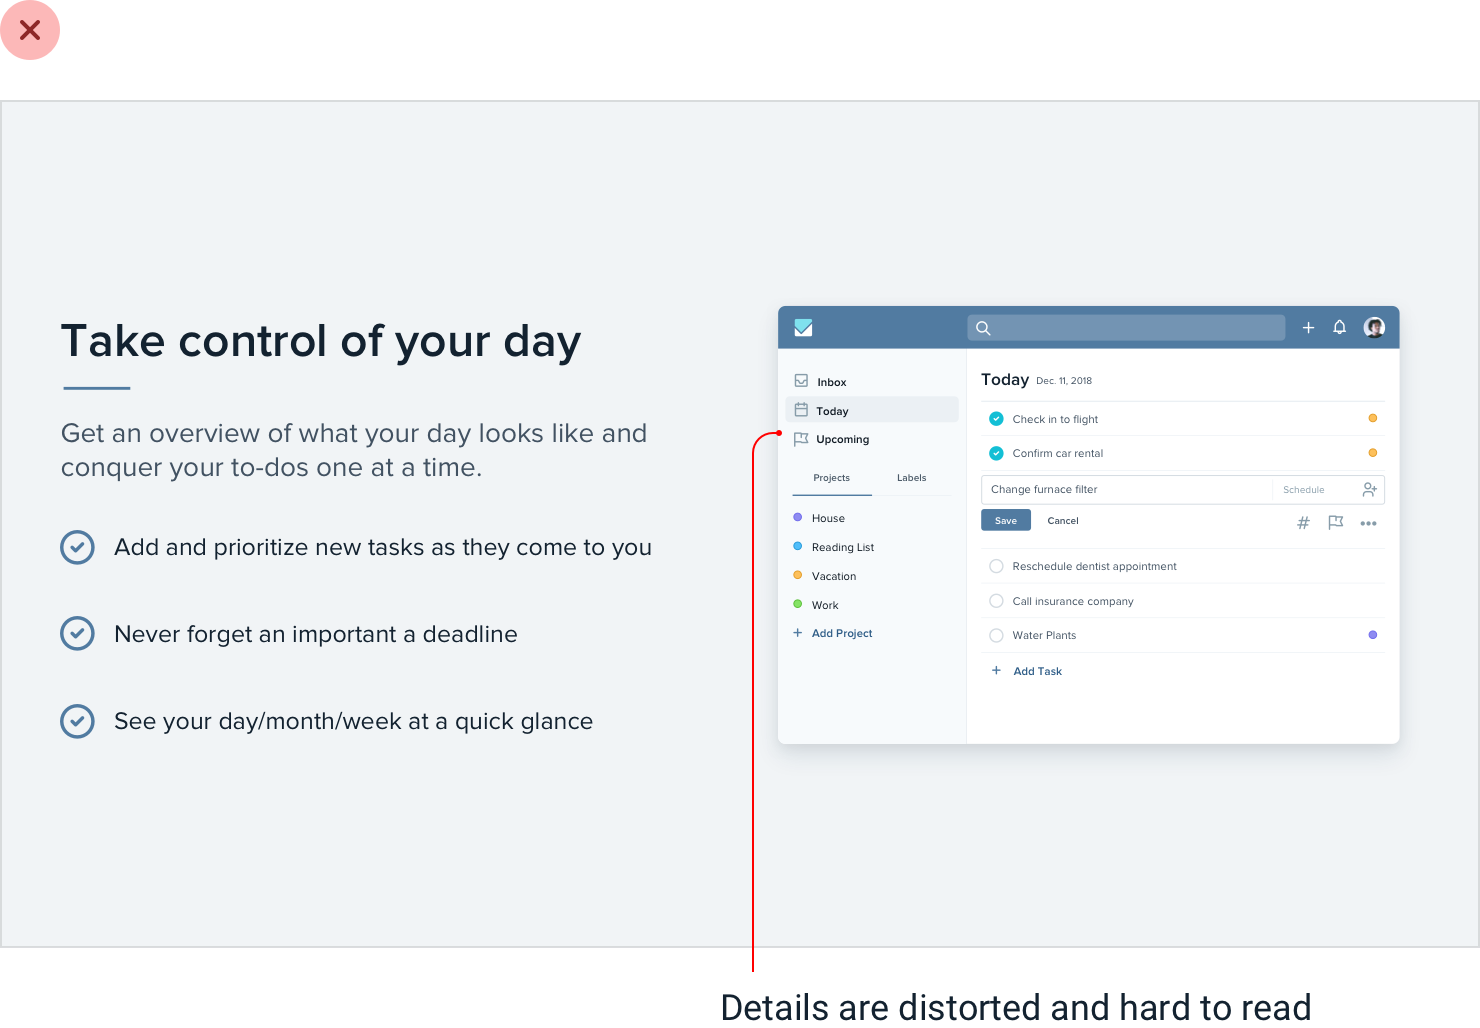 Take control of your day
Get an overview of what your day looks like and
conquer your to-dos one at a time.
Add and prioritize new tasks as they come to you
Never forget an important a deadline
See your day/month/week at a quick glance
Inbox
Today
Upcoming
Projects Labels
House
Reading List
Vacation
Work
+ Add Project
Today Dec. 11, 2018
Check in to flight
Confirm car rental
Change furnace filter Schedule
Save Cancel #
Reschedule dentist appointment
Call insurance company
Water Plants
+ Add Task
Details are distorted and hard to read